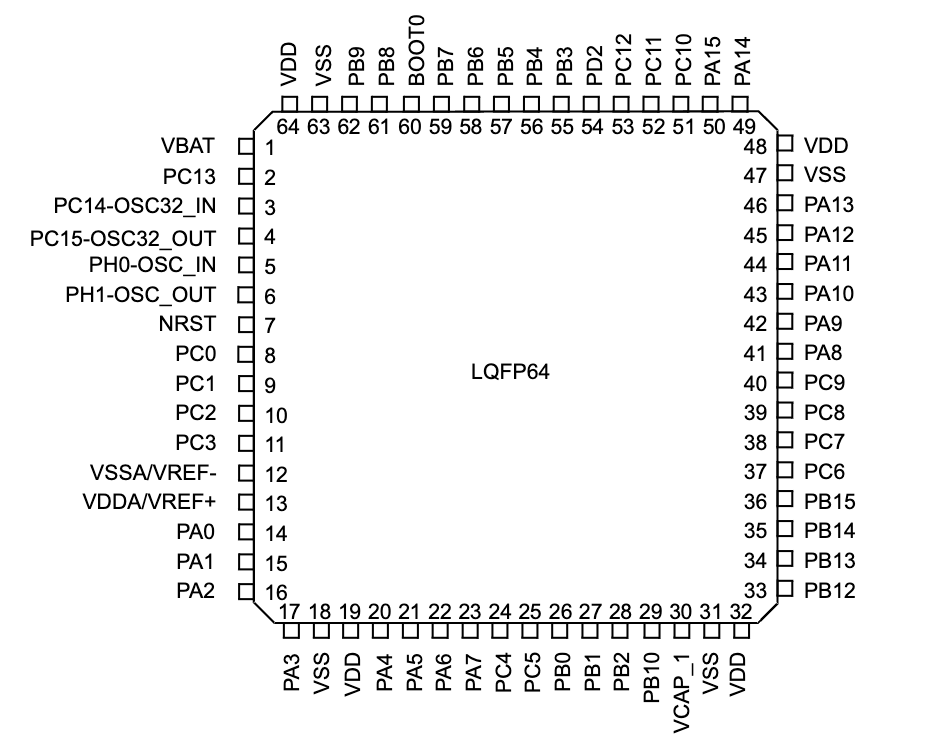 VDD VSS PB9 PB8 BOOT0 PB7 PB6 PB5 PB4 PB3 PD2 PC12 PC11 PC10 PA15 PA14
64 63 62 61 60 59 58 57 56 55 54 53 52 51 50 49
VBAT 1 48 VDD
PC13 2 47 VSS
PC14-OSC32_IN 3 46 PA13
PC15-OSC32_OUT 4 45 PA12
PH0-OSC_IN 5 44 PA11
PH1-OSC_OUT 6 43 PA10
NRST 7 42 PA9
PC0 8 41 PA8
LQFP64
PC1 9 40 PC9
PC2 10 39 PC8
PC3 11 38 PC7
VSSA/VREF- 12 37 PC6
VDDA/VREF+ 13 36 PB15
PA0 14 35 PB14
PA1 15 34 PB13
PA2 16 33 PB12
17 18 19 20 21 22 23 24 25 26 27 28 29 30 31 32
PA3 VSS VDD PA4 PA5 PA6 PA7 PC4 PC5 PB0 PB1 PB2 PB10 VCAP_1 VSS VDD